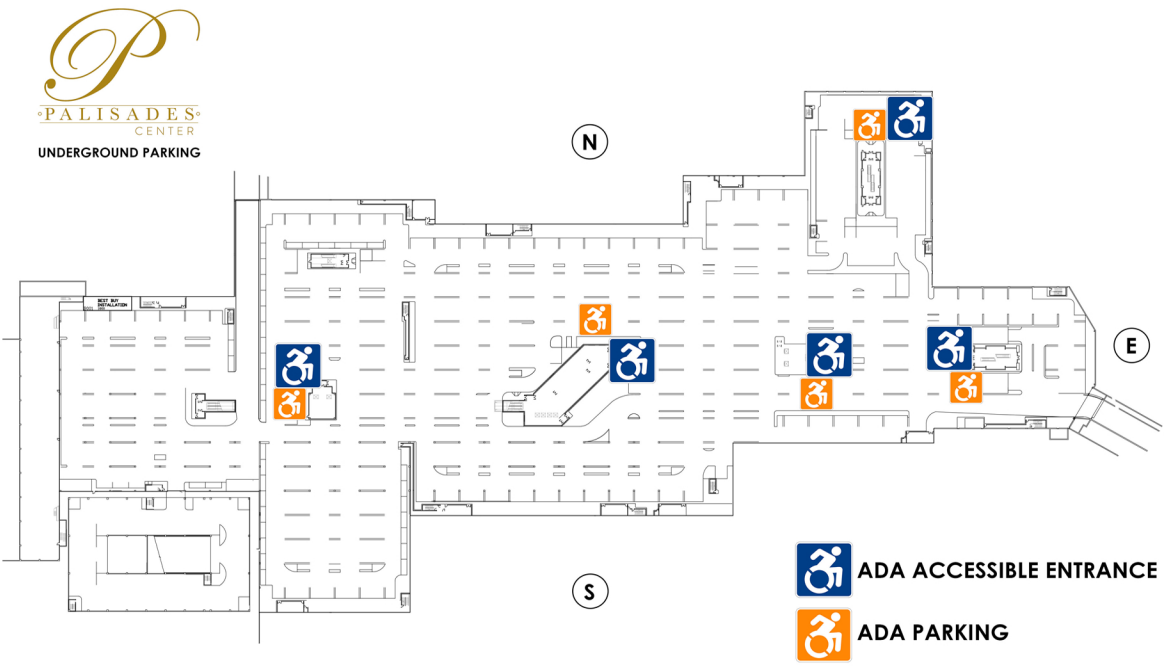 P
·PALISADES·
CENTER
UNDERGROUND PARKING
N
BEST BUY
INSTALLATION
E
S
ADA ACCESSIBLE ENTRANCE
ADA PARKING